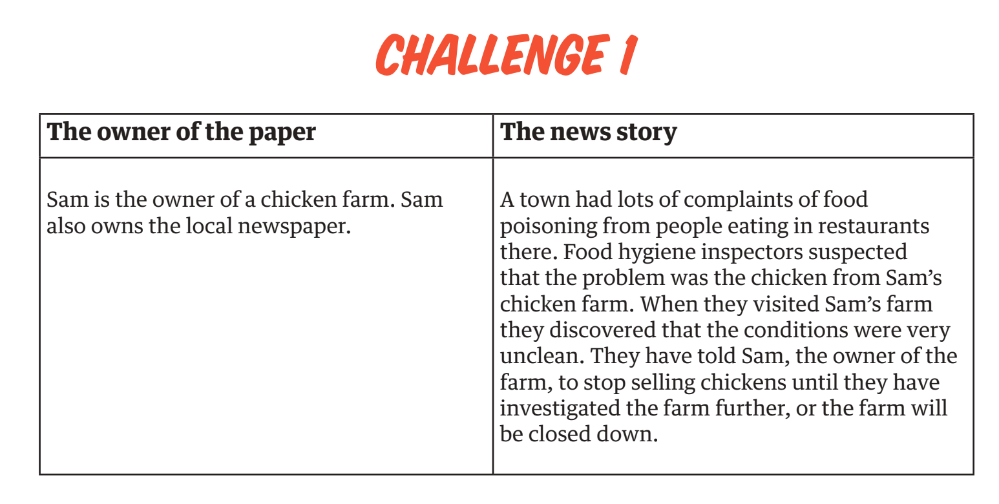 CHALLENGE 1
The owner of the paper
The news story
Sam is the owner of a chicken farm. Sam
also owns the local newspaper.
A town had lots of complaints of food
poisoning from people eating in restaurants
there. Food hygiene inspectors suspected
that the problem was the chicken from Sam’s
chicken farm. When they visited Sam’s farm
they discovered that the conditions were very
unclean. They have told Sam, the owner of the
farm, to stop selling chickens until they have
investigated the farm further, or the farm will
be closed down.